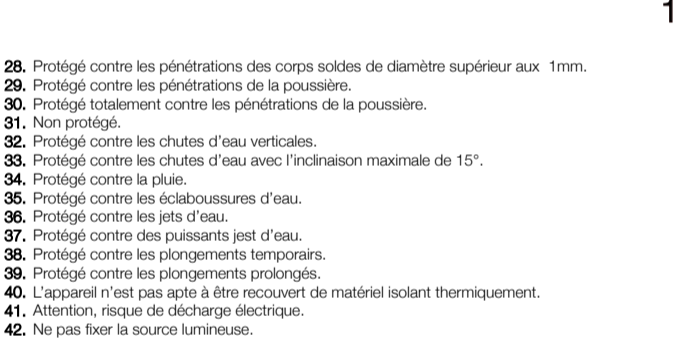 1
28. Protégé contre les pénétrations des corps soldes de diamètre supérieur aux 1mm.
29. Protégé contre les pénétrations de la poussière.
30. Protégé totalement contre les pénétrations de la poussière.
31. Non protégé.
32. Protégé contre les chutes d'eau verticales.
33. Protégé contre les chutes d'eau avec l'inclinaison maximale de 15°.
34. Protégé contre la pluie.
35. Protégé contre les éclaboussures d'eau.
36. Protégé contre les jets d'eau.
37. Protégé contre des puissants jest d'eau.
38. Protégé contre les plongements temporairs.
39. Protégé contre les plongements prolongés.
40. L'appareil n'est pas apte à être recouvert de matériel isolant thermiquement.
41. Attention, risque de décharge électrique.
42. Ne pas fixer la source lumineuse.